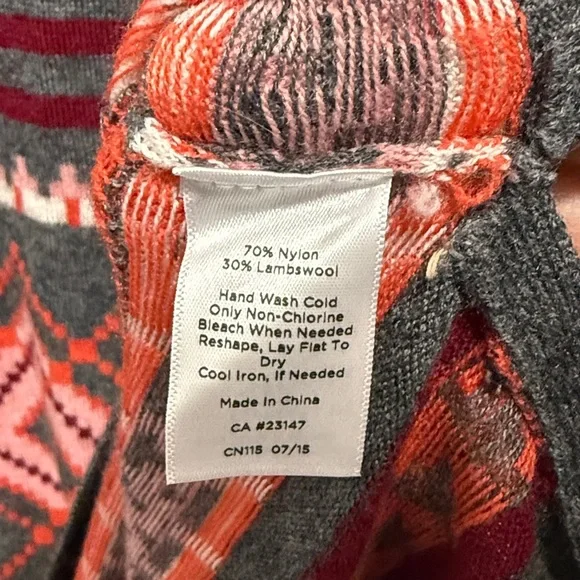 70% Nylon
30% Lambswool
Hand Wash Cold
Only Non-Chlorine
Bleach When Needed
Reshape, Lay Flat To
Dry
Cool Iron, If Needed
Made In China
CA #23147
CN115 07/15